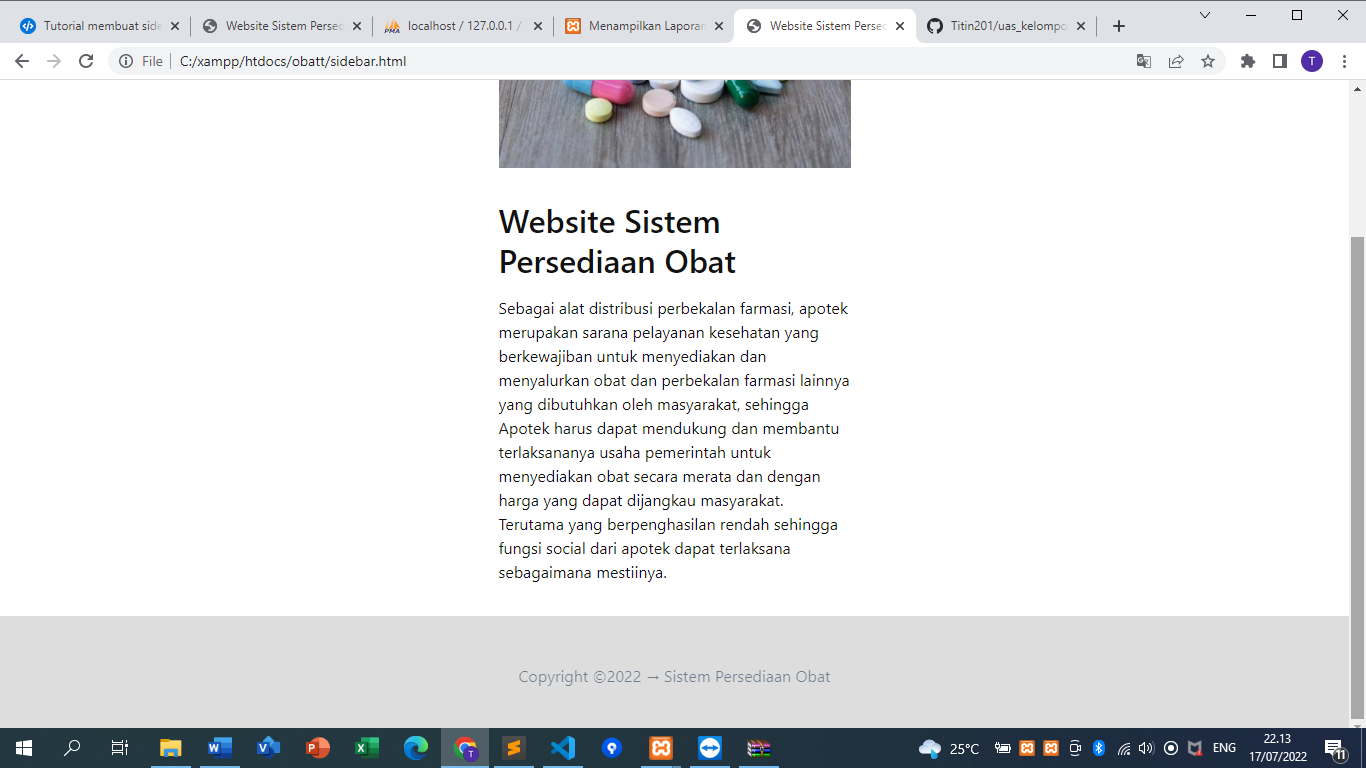 Tutorial membuat side
Website Sistem Persed
localhost / 127.0.0.1 /
Menampilkan Laporan
Website Sistem Persed
Titin201/uas_kelompo
File
C:/xampp/htdocs/obatt/sidebar.html
T
Website Sistem
Persediaan Obat
Sebagai alat distribusi perbekalan farmasi, apotek
merupakan sarana pelayanan kesehatan yang
berkewajiban untuk menyediakan dan
menyalurkan obat dan perbekalan farmasi lainnya
yang dibutuhkan oleh masyarakat, sehingga
Apotek harus dapat mendukung dan membantu
terlaksananya usaha pemerintah untuk
menyediakan obat secara merata dan dengan
harga yang dapat dijangkau masyarakat.
Terutama yang berpenghasilan rendah sehingga
fungsi social dari apotek dapat terlaksana
sebagaimana mestiinya.
Copyright ©2022 → Sistem Persediaan Obat
25°C
ENG
22.13
17/07/2022
11